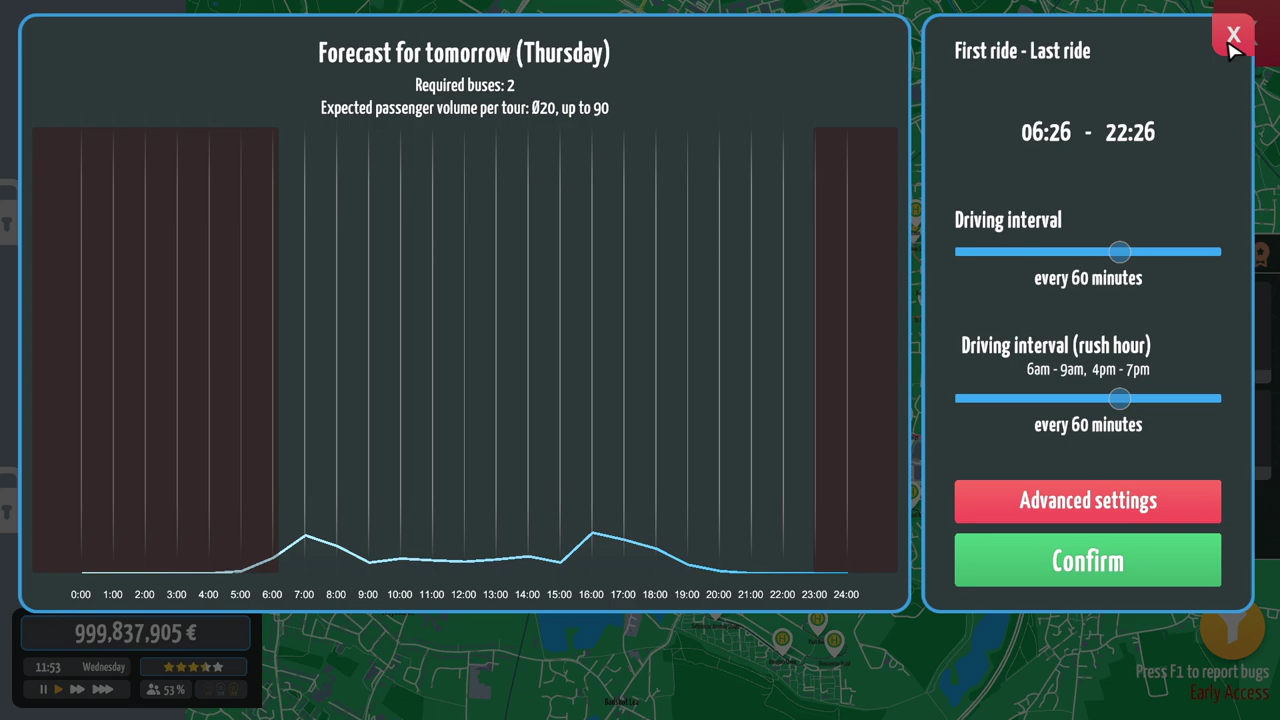 Forecast for tomorrow (Thursday)
Required buses: 2
Expected passenger volume per tour: Ø20, up to 90
0:00 1:00 2:00 3:00 4:00 5:00 6:00 7:00 8:00 9:00 10:00 11:00 12:00 13:00 14:00 15:00 16:00 17:00 18:00 19:00 20:00 21:00 22:00 23:00 24:00
X
First ride - Last ride
06:26 - 22:26
Driving interval
every 60 minutes
Driving interval (rush hour)
6am - 9am, 4pm - 7pm
every 60 minutes
Advanced settings
Confirm
999,837,905 €
11:53 Wednesday
53 %
Press F1 to report bugs
Early Access